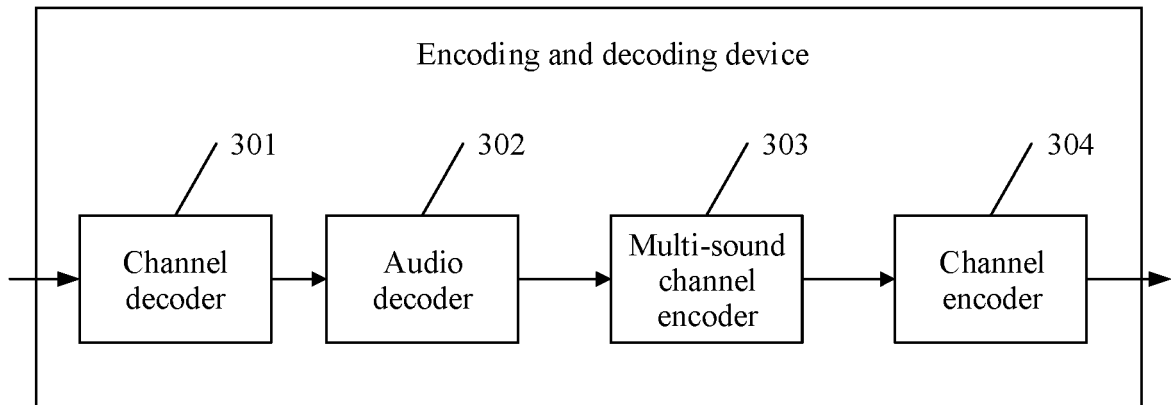 Encoding and decoding device
301
302
303
304
Channel
decoder
Audio
decoder
Multi-sound
channel
encoder
Channel
encoder